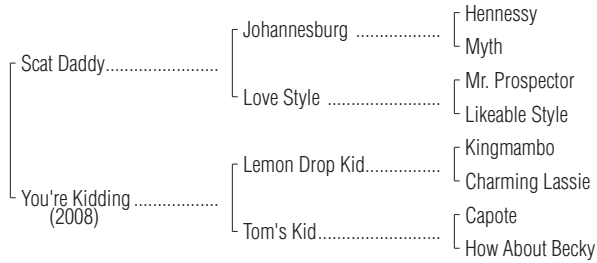 Hennessy
Johannesburg ..................
Myth
Scat Daddy.......................
Mr. Prospector
Love Style ........................
Likeable Style
Kingmambo
Lemon Drop Kid................
Charming Lassie
You're Kidding .................
(2008)
Capote
Tom's Kid..........................
How About Becky